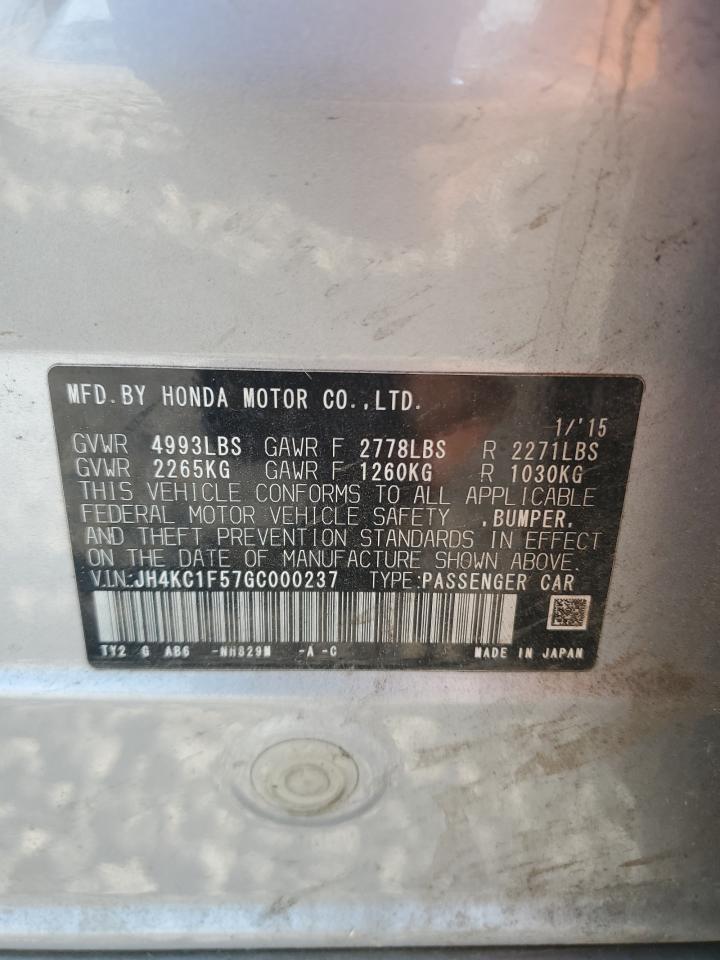 MFD.BY HONDA MOTOR CO.,LTD.
1/'15
GVWR 4993LBS GAWR F 2778LBS R 2271LBS
GVWR 2265KG GAWR F 1260KG R 1030KG
THIS VEHICLE CONFORMS TO ALL APPLICABLE
FEDERAL MOTOR VEHICLE SAFETY ,BUMPER,
AND THEFT PREVENTION STANDARDS IN EFFECT
ON THE DATE OF MANUFACTURE SHOWN ABOVE.
V.I.N.:JH4KC1F57GC000237 TYPE:PASSENGER CAR
TY2 G AB6 -NH829M -A -C MADE IN JAPAN